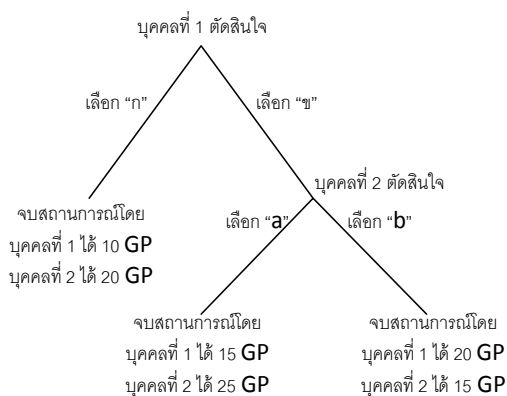 บุคคลที่ 1 ตัดสินใจ
เลือก “ก”
เลือก “ข”
บุคคลที่ 2 ตัดสินใจ
จบสถานการณ์โดย
บุคคลที่ 1 ได้ 10 GP
บุคคลที่ 2 ได้ 20 GP
เลือก “a”
เลือก “b”
จบสถานการณ์โดย
บุคคลที่ 1 ได้ 15 GP
บุคคลที่ 2 ได้ 25 GP
จบสถานการณ์โดย
บุคคลที่ 1 ได้ 20 GP
บุคคลที่ 2 ได้ 15 GP